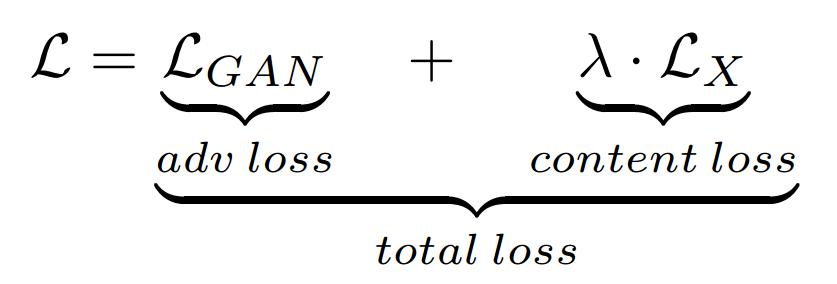 ℒ = ℒ_GAN + λ · ℒ_X
adv loss content loss
total loss